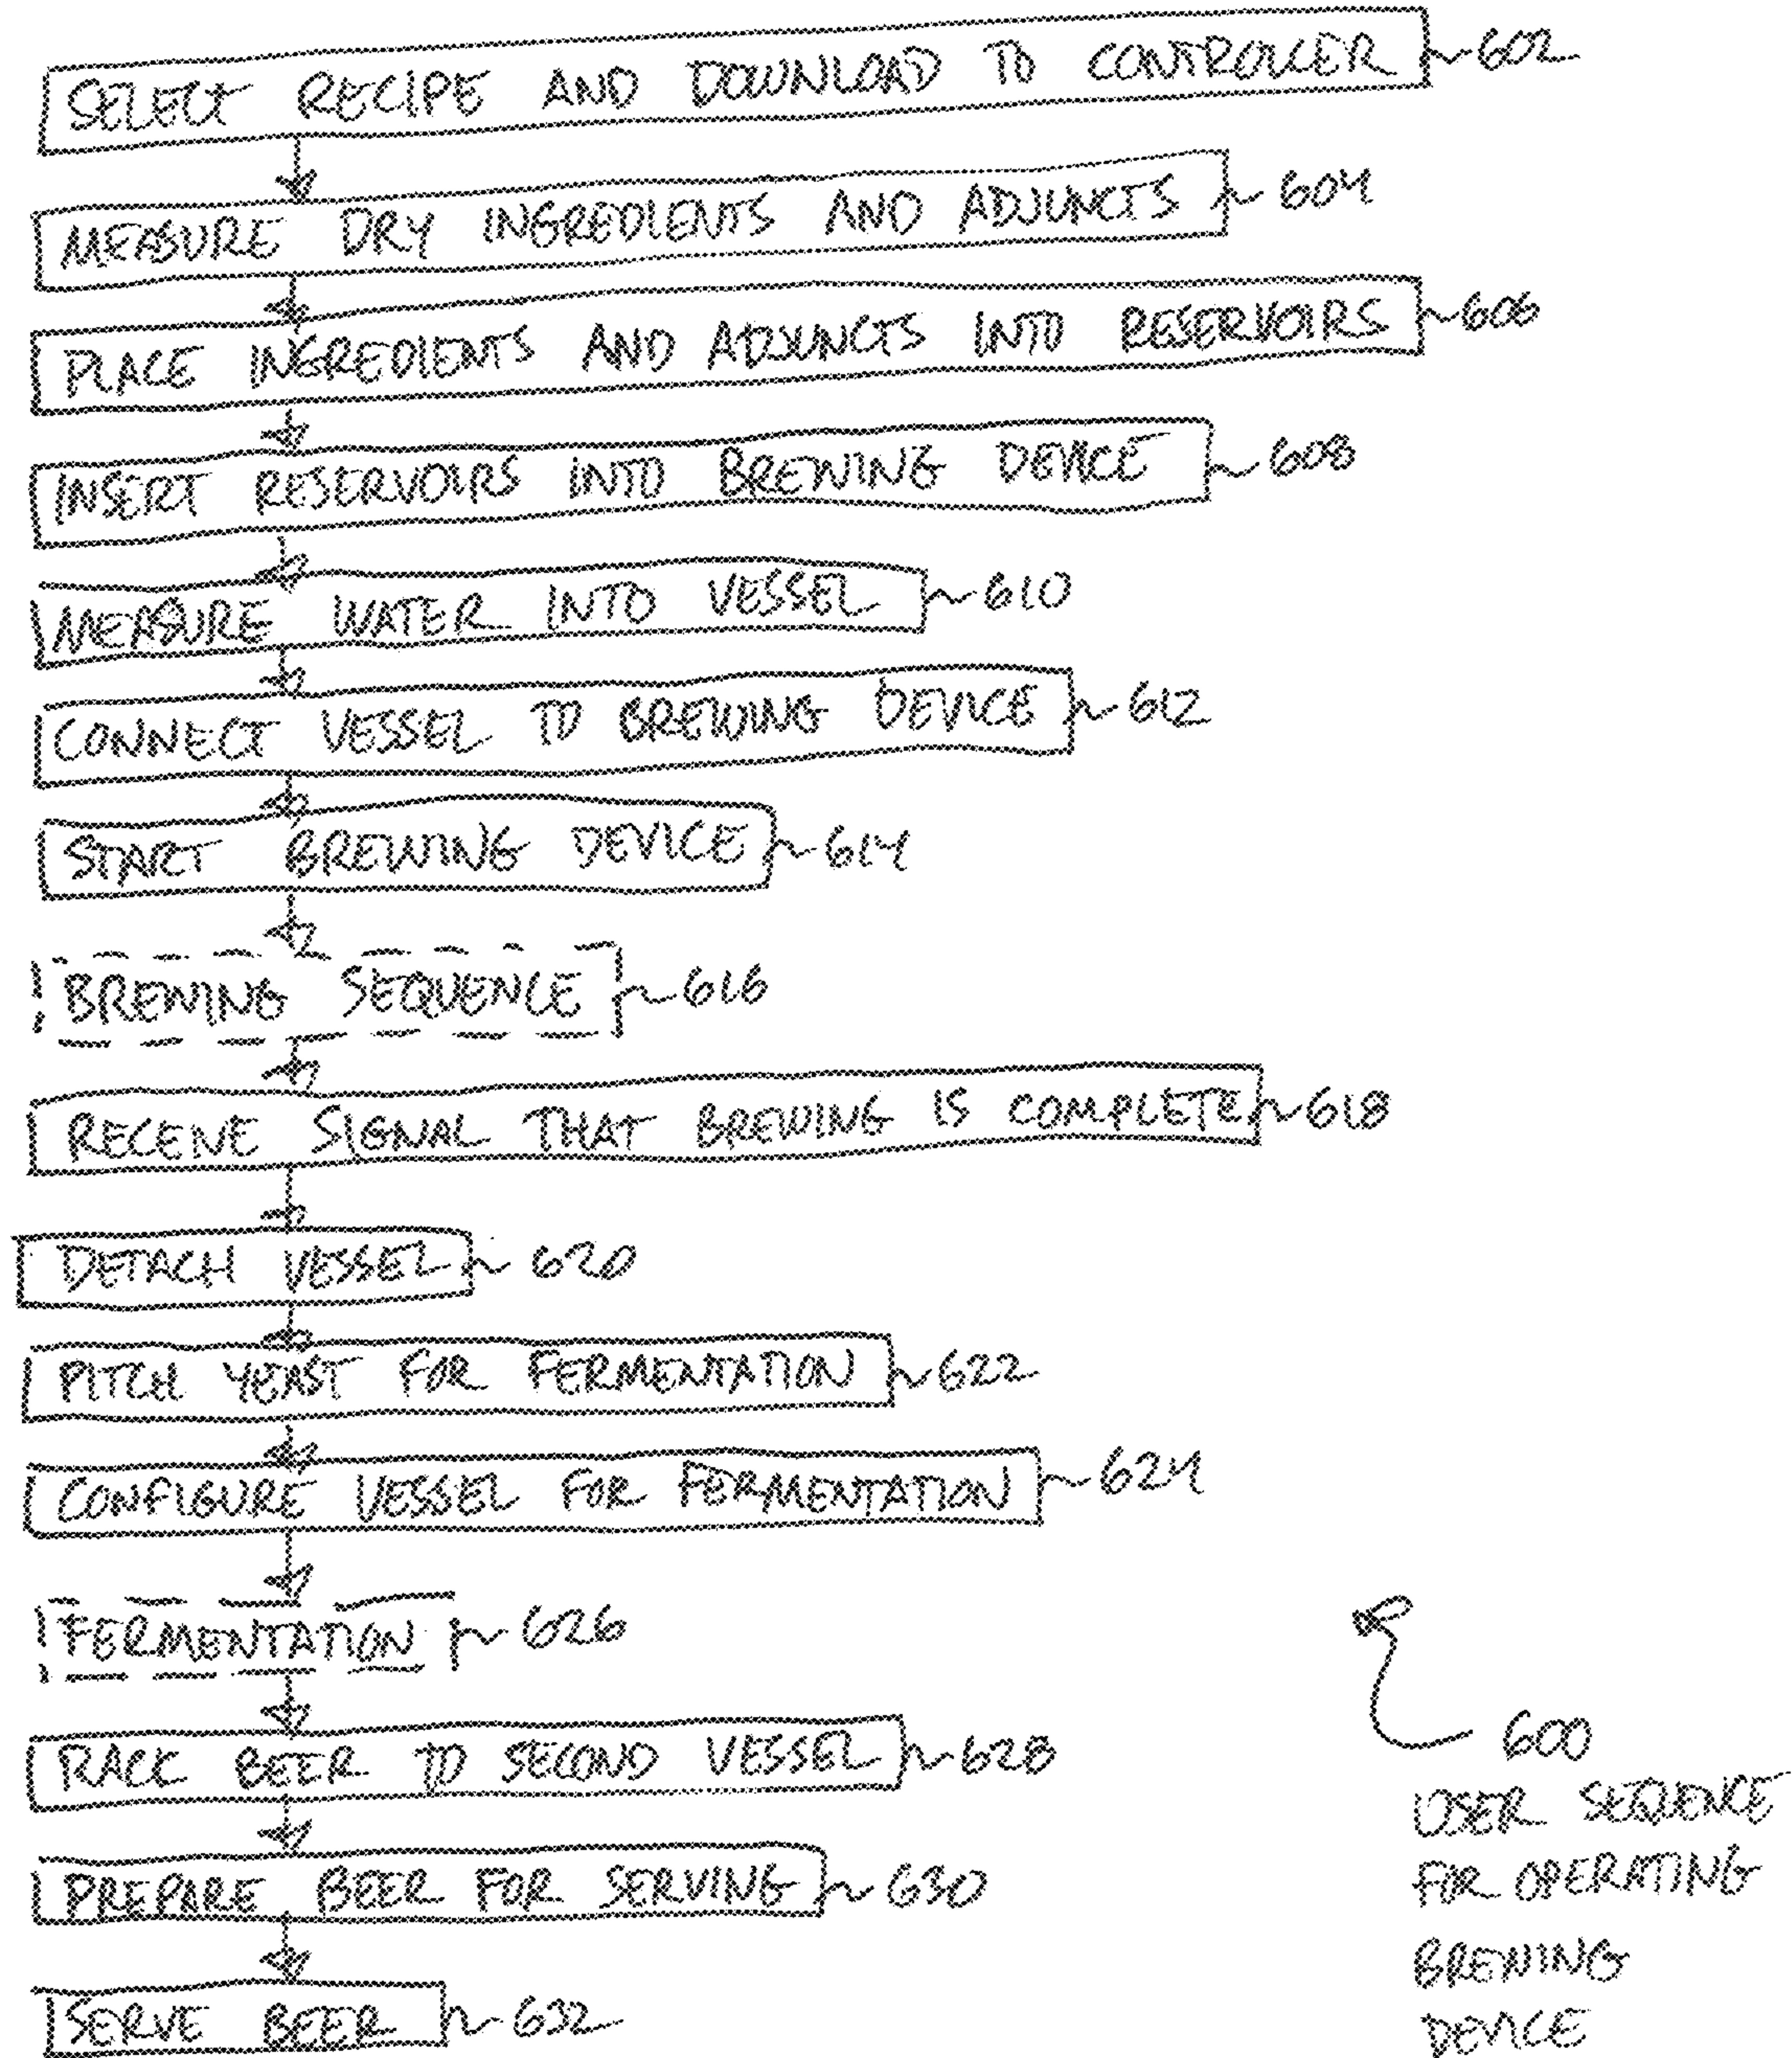 SELECT RECIPE AND DOWNLOAD TO CONTROLLER 602
MEASURE DRY INGREDIENTS AND ADJUNCTS 604
PLACE INGREDIENTS AND ADJUNCTS INTO RESERVOIRS 606
INSERT RESERVOIRS INTO BREWING DEVICE 608
MEASURE WATER INTO VESSEL 610
CONNECT VESSEL TO BREWING DEVICE 612
START BREWING DEVICE 614
BREWING SEQUENCE 616
RECEIVE SIGNAL THAT BREWING IS COMPLETE 618
DETACH VESSEL 620
PITCH YEAST FOR FERMENTATION 622
CONFIGURE VESSEL FOR FERMENTATION 624
FERMENTATION 626
RACK BEER TO SECOND VESSEL 628
PREPARE BEER FOR SERVING 630
SERVE BEER 632
600
USER SEQUENCE
FOR OPERATING
BREWING
DEVICE